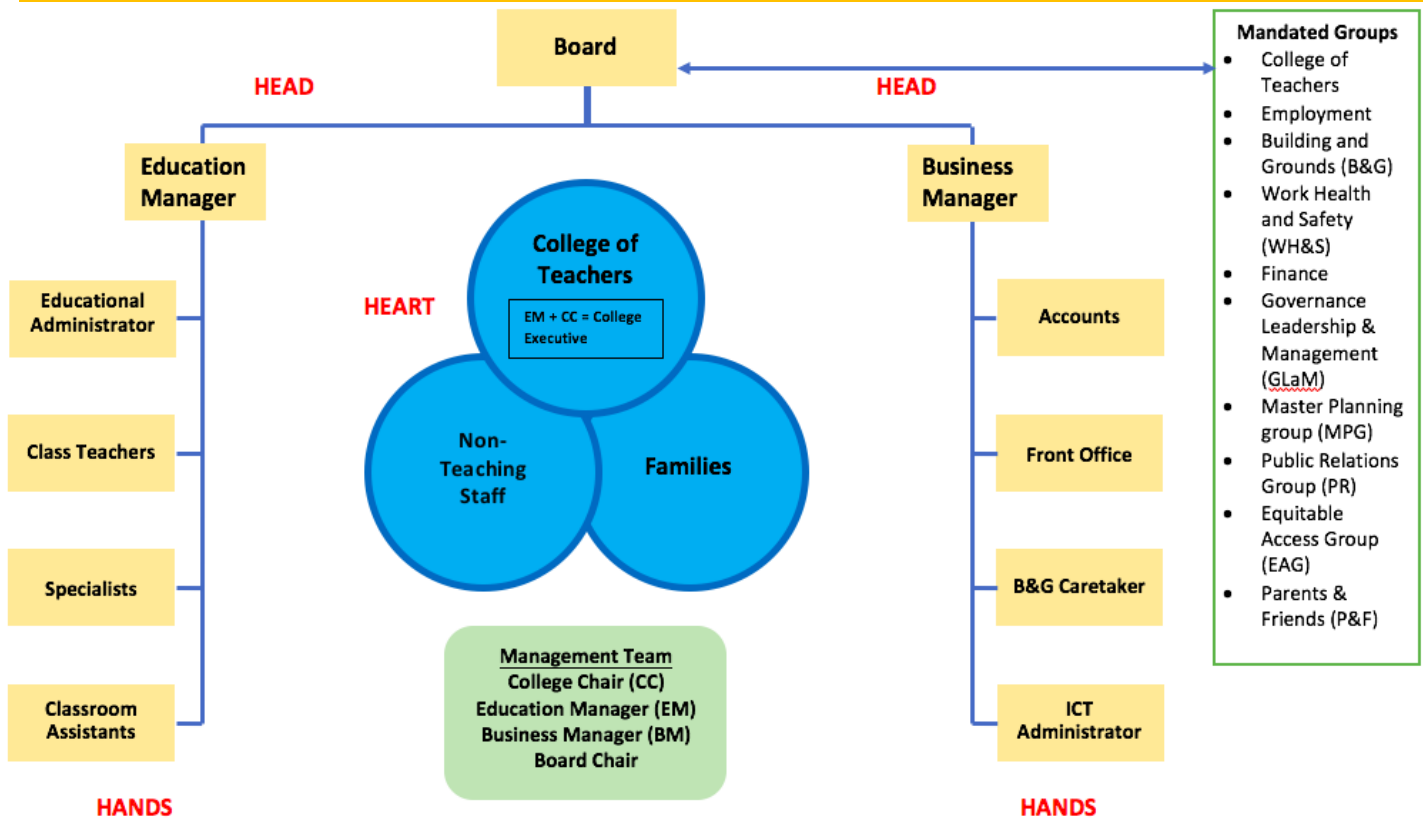 Board
HEAD
HEAD
Education
Manager
Business
Manager
Educational
Administrator
Class Teachers
Specialists
Classroom
Assistants
HANDS
HEART
College of
Teachers
EM + CC = College
Executive
Non-
Teaching
Staff
Families
Management Team
College Chair (CC)
Education Manager (EM)
Business Manager (BM)
Board Chair
Accounts
Front Office
B&G Caretaker
ICT
Administrator
HANDS
Mandated Groups
• College of
Teachers
• Employment
• Building and
Grounds (B&G)
• Work Health
and Safety
(WH&S)
• Finance
• Governance
Leadership &
Management
(GLaM)
• Master Planning
group (MPG)
• Public Relations
Group (PR)
• Equitable
Access Group
(EAG)
• Parents &
Friends (P&F)